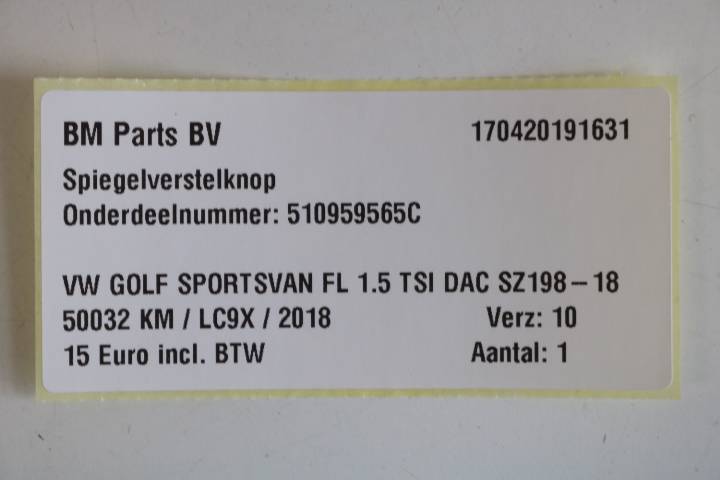 BM Parts BV 170420191631
Spiegelverstelknop
Onderdeelnummer: 510959565C
VW GOLF SPORTSVAN FL 1.5 TSI DAC SZ198 – 18
50032 KM / LC9X / 2018 Verz: 10
15 Euro incl. BTW Aantal: 1